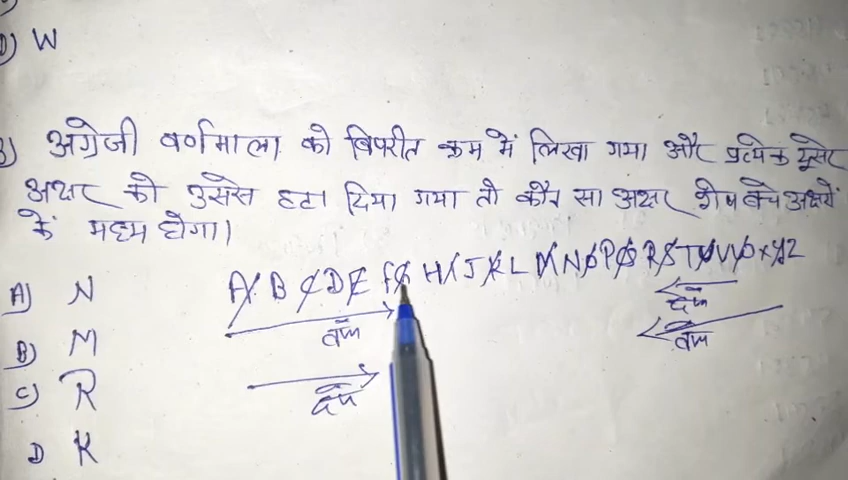 D) W
3) अंग्रेजी वर्णमाला को बिपरीत क्रम में लिखा गया और प्रत्येक दूसरे
अक्षर को उससे हटा दिया गया तो कौन सा अक्षर शेष बचे अक्षरों
के मध्य होगा।
A B C D E F G H I J K L M N O P Q R S T U V W X Y Z
A) N
दाँए
B) M
बाँए
बाँए
C) R
दाँए
D K